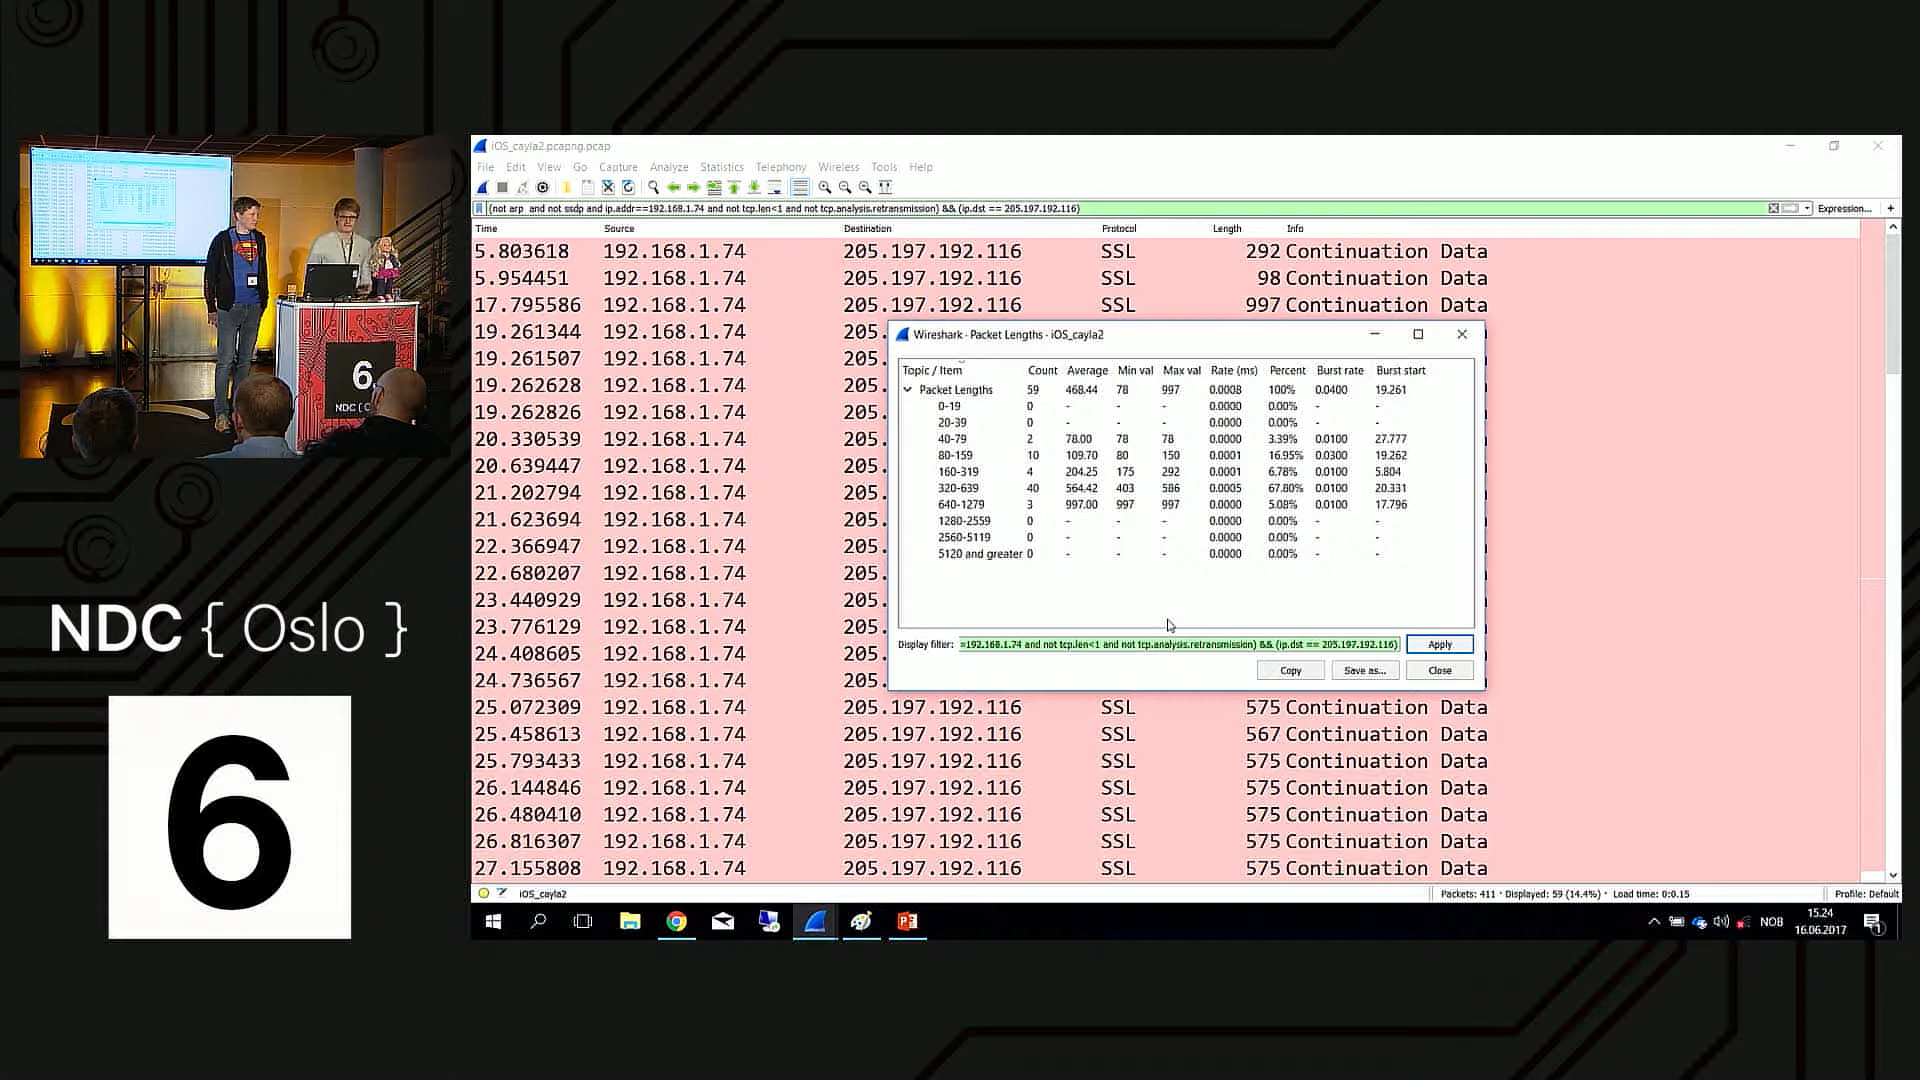 iOS_cayla2.pcapng.pcap
File Edit View Go Capture Analyze Statistics Telephony Wireless Tools Help
(not arp and not ssdp and ip.addr==192.168.1.74 and not tcp.len<1 and not tcp.analysis.retransmission) && (ip.dst == 205.197.192.116) Expression... +
Time Source Destination Protocol Length Info
5.803618 192.168.1.74 205.197.192.116 SSL 292 Continuation Data
5.954451 192.168.1.74 205.197.192.116 SSL 98 Continuation Data
17.795586 192.168.1.74 205.197.192.116 SSL 997 Continuation Data
19.261344 192.168.1.74 205.
19.261507 192.168.1.74 205.
19.262628 192.168.1.74 205.
19.262826 192.168.1.74 205.
20.330539 192.168.1.74 205.
20.639447 192.168.1.74 205.
21.202794 192.168.1.74 205.
21.623694 192.168.1.74 205.
22.366947 192.168.1.74 205.
22.680207 192.168.1.74 205.
23.440929 192.168.1.74 205.
23.776129 192.168.1.74 205.
24.408605 192.168.1.74 205.
24.736567 192.168.1.74 205.
25.072309 192.168.1.74 205.197.192.116 SSL 575 Continuation Data
25.458613 192.168.1.74 205.197.192.116 SSL 567 Continuation Data
25.793433 192.168.1.74 205.197.192.116 SSL 575 Continuation Data
26.144846 192.168.1.74 205.197.192.116 SSL 575 Continuation Data
26.480410 192.168.1.74 205.197.192.116 SSL 575 Continuation Data
26.816307 192.168.1.74 205.197.192.116 SSL 575 Continuation Data
27.155808 192.168.1.74 205.197.192.116 SSL 575 Continuation Data
Wireshark · Packet Lengths · iOS_cayla2
Topic / Item Count Average Min val Max val Rate (ms) Percent Burst rate Burst start
Packet Lengths 59 468.44 78 997 0.0008 100% 0.0400 19.261
0-19 0 - - - 0.0000 0.00% - -
20-39 0 - - - 0.0000 0.00% - -
40-79 2 78.00 78 78 0.0000 3.39% 0.0100 27.777
80-159 10 109.70 80 150 0.0001 16.95% 0.0300 19.262
160-319 4 204.25 175 292 0.0001 6.78% 0.0100 5.804
320-639 40 564.42 403 586 0.0005 67.80% 0.0100 20.331
640-1279 3 997.00 997 997 0.0000 5.08% 0.0100 17.796
1280-2559 0 - - - 0.0000 0.00% - -
2560-5119 0 - - - 0.0000 0.00% - -
5120 and greater 0 - - - 0.0000 0.00% - -
Display filter: =192.168.1.74 and not tcp.len<1 and not tcp.analysis.retransmission) && (ip.dst == 205.197.192.116) Apply
Copy Save as... Close
iOS_cayla2 Packets: 411 · Displayed: 59 (14.4%) · Load time: 0:0.15 Profile: Default
NOB 15.24
16.06.2017
6
NDC { O
NDC { Oslo }
6